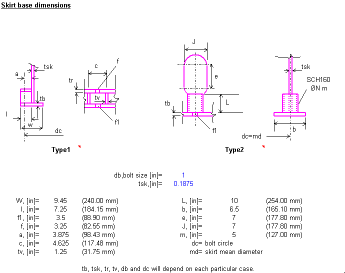 Skirt base dimensions
tsk
f
a
c
tr
tb
tv
l
w
f1
dc
Type1
J
e
tb
L
f1
Type2
tsk
SCH160
ØN m
b
dc=md
db,bolt size [in]= 1
tsk,[in]= 0.1875
W, [in]= 9.45 (240.00 mm) L, [in]= 10 (254.00 mm)
l, [in]= 7.25 (184.15 mm) b, [in]= 6.5 (165.10 mm)
f1, [in]= 3.5 (88.90 mm) e, [in]= 7 (177.80 mm)
f, [in]= 3.25 (82.55 mm) J, [in]= 7 (177.80 mm)
a, [in]= 3.875 (98.43 mm) m, [in]= 5 (127.00 mm)
c, [in]= 4.625 (117.48 mm) dc= bolt circle
tv, [in]= 1.25 (31.75 mm) md= skirt mean diameter
tb, tsk, tr, tv, db and dc will depend on each particular case.